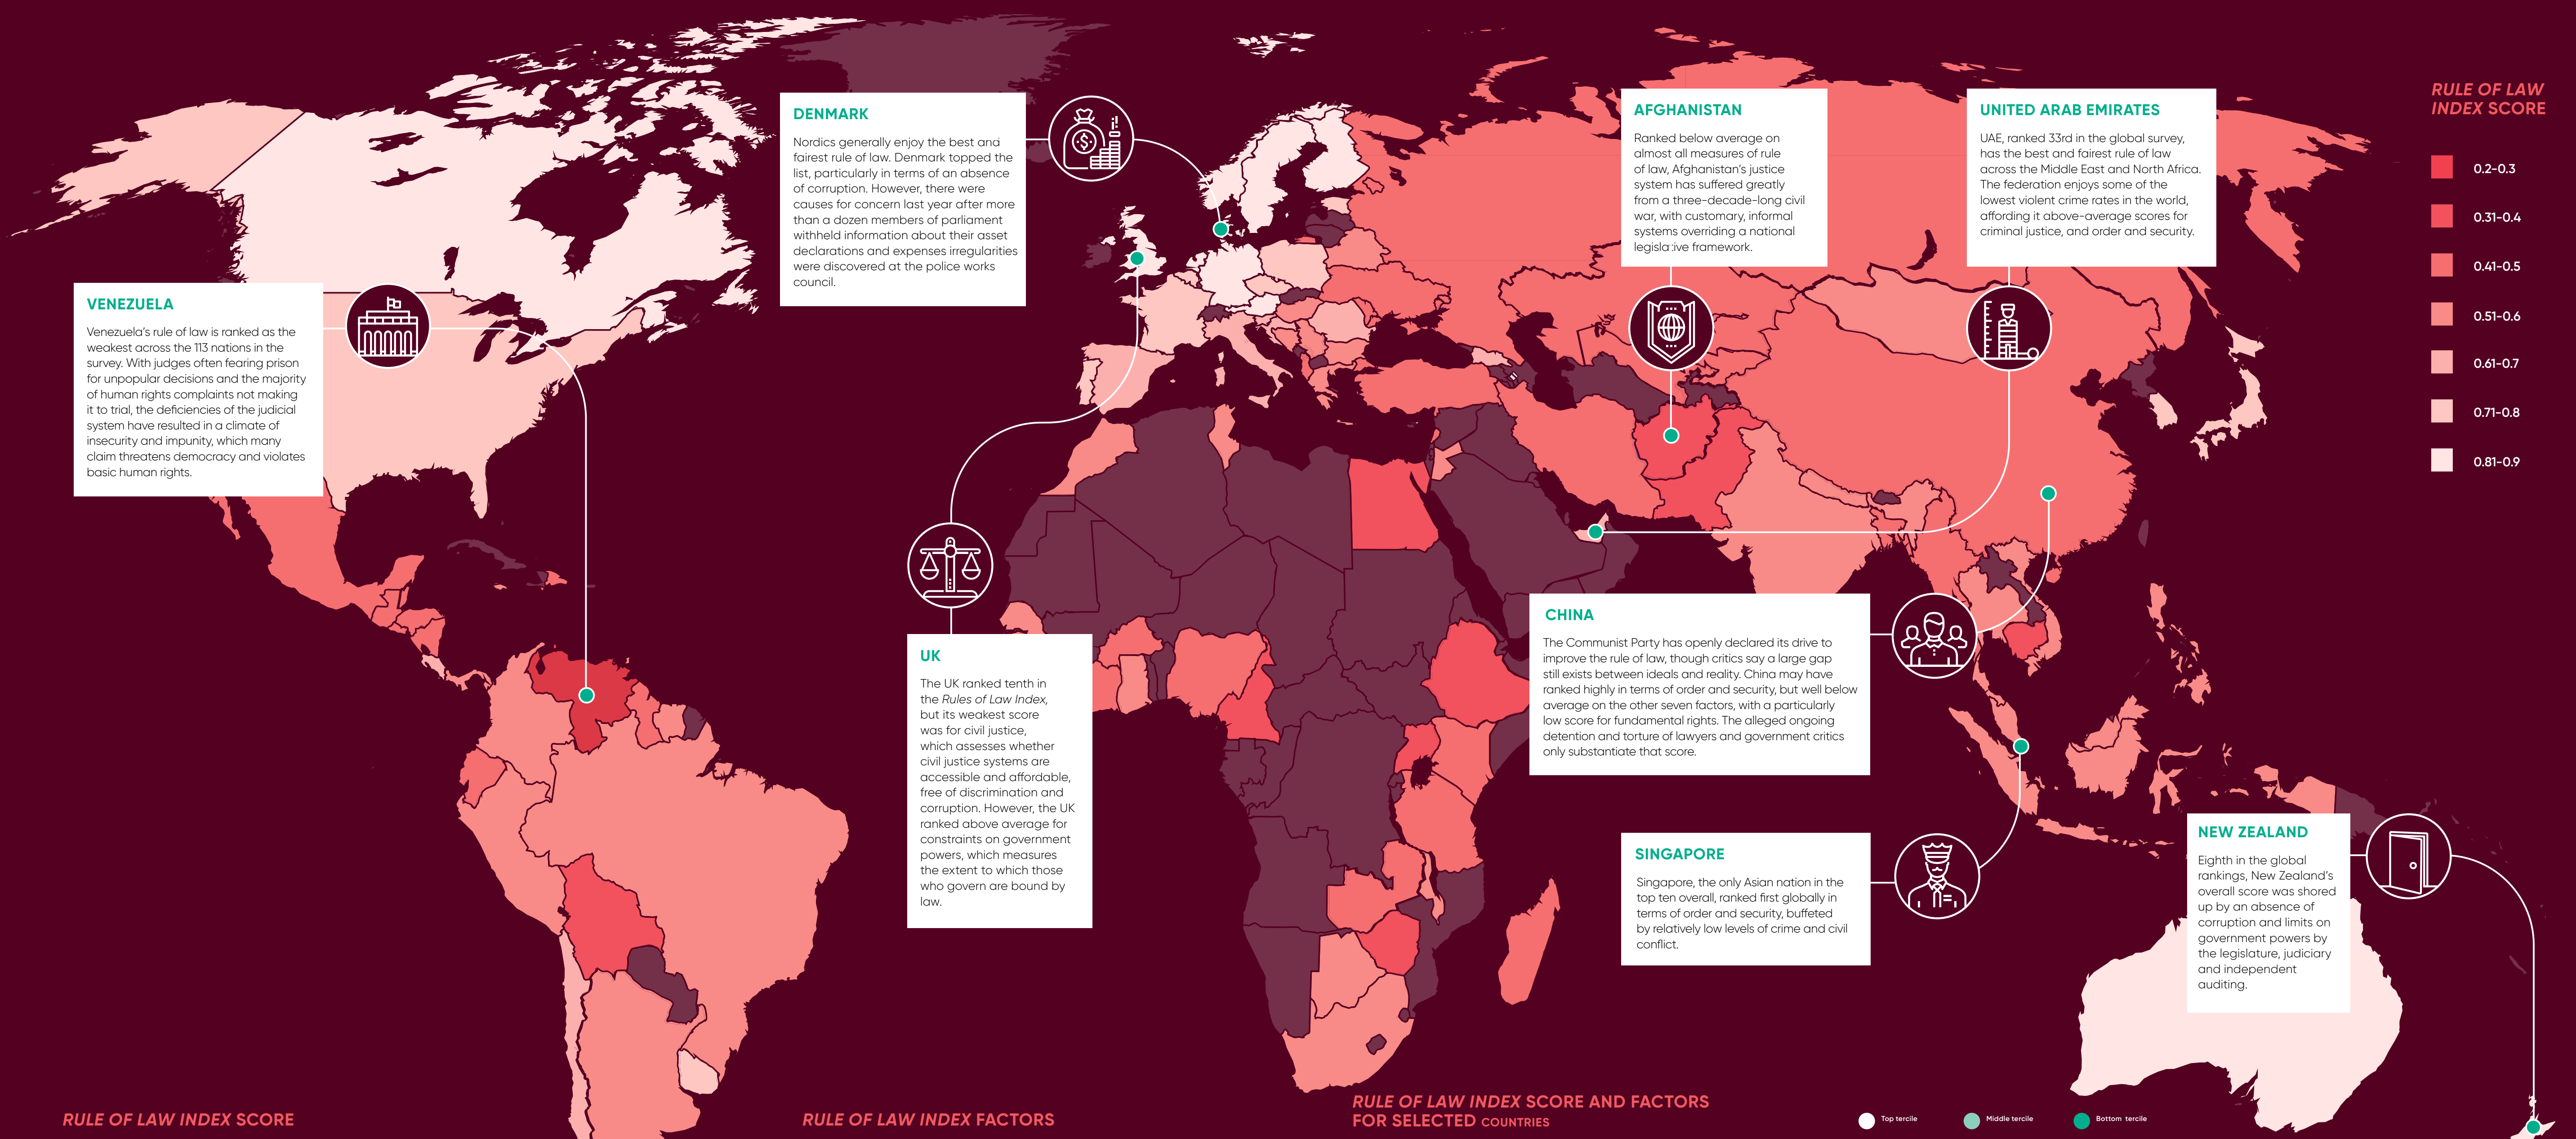 RULE OF LAW
INDEX SCORE
0.2-0.3
0.31-0.4
0.41-0.5
0.51-0.6
0.61-0.7
0.71-0.8
0.81-0.9
DENMARK
Nordics generally enjoy the best and
fairest rule of law. Denmark topped the
list, particularly in terms of an absence
of corruption. However, there were
causes for concern last year after more
than a dozen members of parliament
withheld information about their asset
declarations and expenses irregularities
were discovered at the police works
council.
AFGHANISTAN
Ranked below average on
almost all measures of rule
of law, Afghanistan's justice
system has suffered greatly
from a three-decade-long civil
war, with customary, informal
systems overriding a national
legislative framework.
UNITED ARAB EMIRATES
UAE, ranked 33rd in the global survey,
has the best and fairest rule of law
across the Middle East and North Africa.
The federation enjoys some of the
lowest violent crime rates in the world,
affording it above-average scores for
criminal justice, and order and security.
VENEZUELA
Venezuela's rule of law is ranked as the
weakest across the 113 nations in the
survey. With judges often fearing prison
for unpopular decisions and the majority
of human rights complaints not making
it to trial, the deficiencies of the judicial
system have resulted in a climate of
insecurity and impunity, which many
claim threatens democracy and violates
basic human rights.
UK
The UK ranked tenth in
the Rules of Law Index,
but its weakest score
was for civil justice,
which assesses whether
civil justice systems are
accessible and affordable,
free of discrimination and
corruption. However, the UK
ranked above average for
constraints on government
powers, which measures
the extent to which those
who govern are bound by
law.
CHINA
The Communist Party has openly declared its drive to
improve the rule of law, though critics say a large gap
still exists between ideals and reality. China may have
ranked highly in terms of order and security, but well below
average on the other seven factors, with a particularly
low score for fundamental rights. The alleged ongoing
detention and torture of lawyers and government critics
only substantiate that score.
SINGAPORE
Singapore, the only Asian nation in the
top ten overall, ranked first globally in
terms of order and security, buffeted
by relatively low levels of crime and civil
conflict.
NEW ZEALAND
Eighth in the global
rankings, New Zealand's
overall score was shored
up by an absence of
corruption and limits on
government powers by
the legislature, judiciary
and independent
auditing.
RULE OF LAW INDEX SCORE
RULE OF LAW INDEX FACTORS
RULE OF LAW INDEX SCORE AND FACTORS
FOR SELECTED COUNTRIES
Top tercile
Middle tercile
Bottom tercile